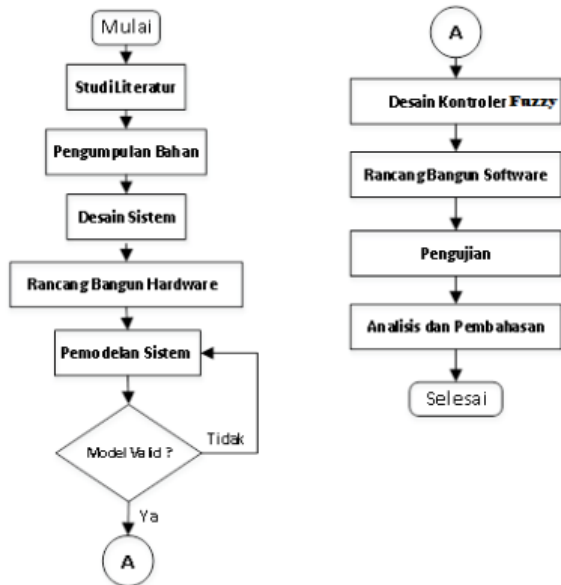 Mulai
Studi Literatur
Pengumpulan Bahan
Desain Sistem
Rancang Bangun Hardware
Pemodelan Sistem
Model Valid ?
Tidak
Ya
A
A
Desain Kontroler Fuzzy
Rancang Bangun Software
Pengujian
Analisis dan Pembahasan
Selesai